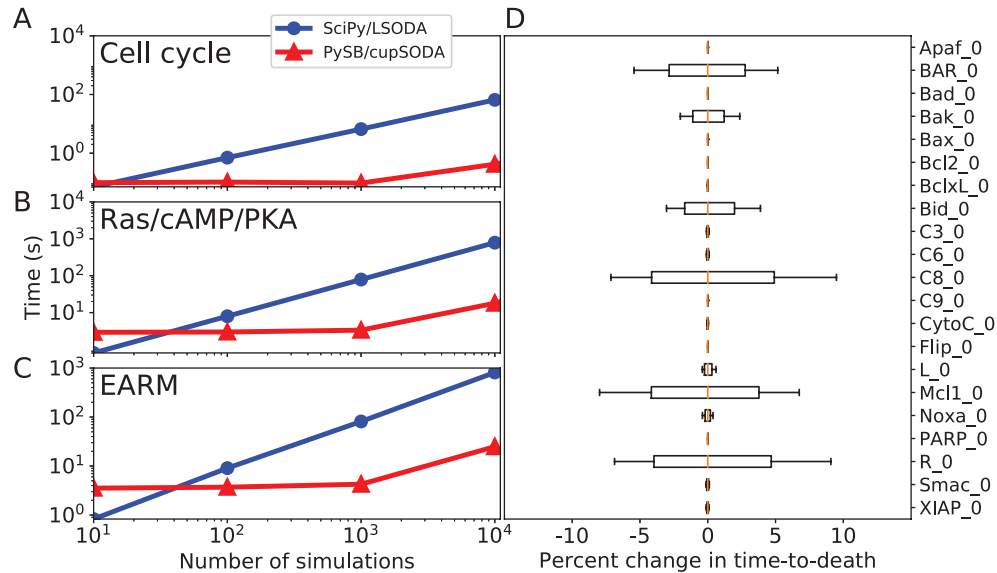 A
SciPy/LSODA
PySB/cupSODA
Cell cycle
10^4
10^2
10^0
B
Ras/cAMP/PKA
10^4
10^3
10^2
10^1
Time (s)
C
EARM
10^3
10^2
10^1
10^0
10^1 10^2 10^3 10^4
Number of simulations
D
Apaf_0
BAR_0
Bad_0
Bak_0
Bax_0
Bcl2_0
BclxL_0
Bid_0
C3_0
C6_0
C8_0
C9_0
CytoC_0
Flip_0
L_0
Mcl1_0
Noxa_0
PARP_0
R_0
Smac_0
XIAP_0
-10 -5 0 5 10
Percent change in time-to-death